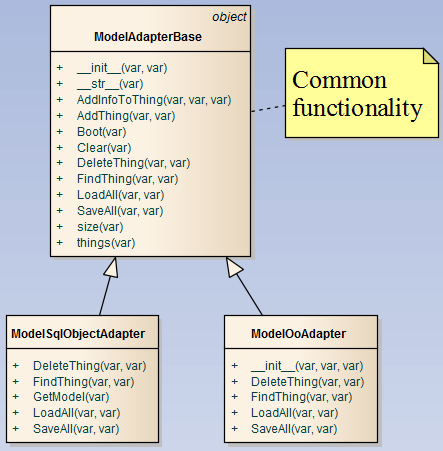 object
ModelAdapterBase
+ __init__(var, var)
+ __str__(var)
+ AddInfoToThing(var, var, var)
+ AddThing(var, var)
+ Boot(var)
+ Clear(var)
+ DeleteThing(var, var)
+ FindThing(var, var)
+ LoadAll(var, var)
+ SaveAll(var, var)
+ size(var)
+ things(var)
Common
functionality
ModelSqlObjectAdapter
+ DeleteThing(var, var)
+ FindThing(var, var)
+ GetModel(var)
+ LoadAll(var, var)
+ SaveAll(var, var)
ModelOoAdapter
+ __init__(var, var, var)
+ DeleteThing(var, var)
+ FindThing(var, var)
+ LoadAll(var, var)
+ SaveAll(var, var)